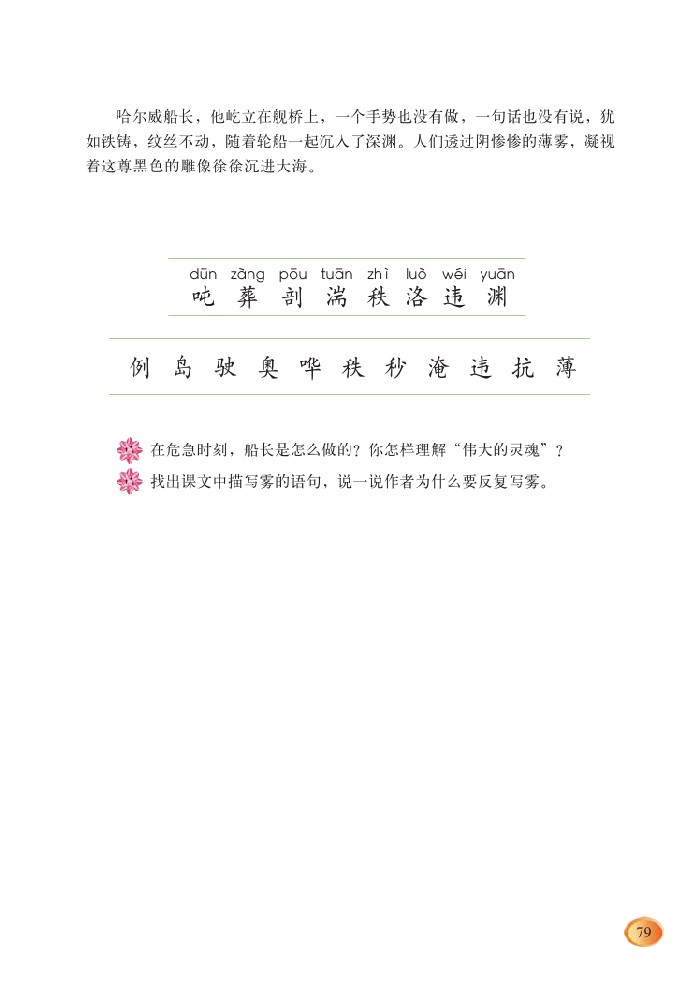 哈尔威船长，他屹立在舰桥上，一个手势也没有做，一句话也没有说，犹
如铁铸，纹丝不动，随着轮船一起沉入了深渊。人们透过阴惨惨的薄雾，凝视
着这尊黑色的雕像徐徐沉进大海。
dūn zàng pōu tuān zhì luò wéi yuān
吨 葬 剖 湍 秩 洛 违 渊
例 岛 驶 奥 哗 秩 秒 淹 违 抗 薄
在危急时刻，船长是怎么做的？你怎样理解“伟大的灵魂”？
找出课文中描写雾的语句，说一说作者为什么要反复写雾。
79